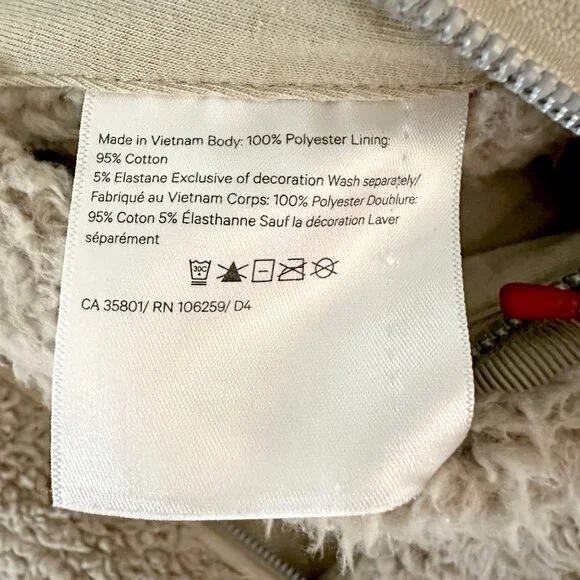 Made in Vietnam Body: 100% Polyester Lining:
95% Cotton
5% Elastane Exclusive of decoration Wash separately/
Fabriqué au Vietnam Corps: 100% Polyester Doublure:
95% Coton 5% Élasthanne Sauf la décoration Laver
séparément
30C
CA 35801/ RN 106259/ D4